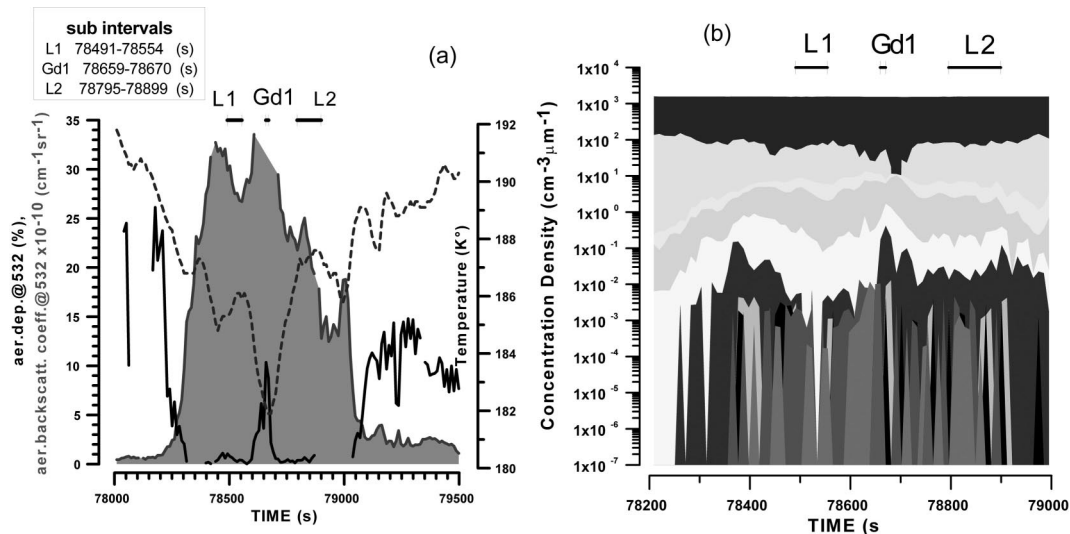 sub intervals
L1 78491-78554 (s)
Gd1 78659-78670 (s)
L2 78795-78899 (s)
(a)
L1 Gd1 L2
35
30
25
20
15
10
5
0
aer.dep.@532 (%),
aer.backscatt. coeff.@532 x10-10 (cm-1sr-1)
192
190
188
186
184
182
180
Temperature (K°)
78000 78500 79000 79500
TIME (s)
(b)
L1 Gd1 L2
1x10 4
1x10 3
1x10 2
1x10 1
1x10 0
1x10 -1
1x10 -2
1x10 -3
1x10 -4
1x10 -5
1x10 -6
1x10 -7
Concentration Density (cm-3μm-1)
78200 78400 78600 78800 79000
TIME (s